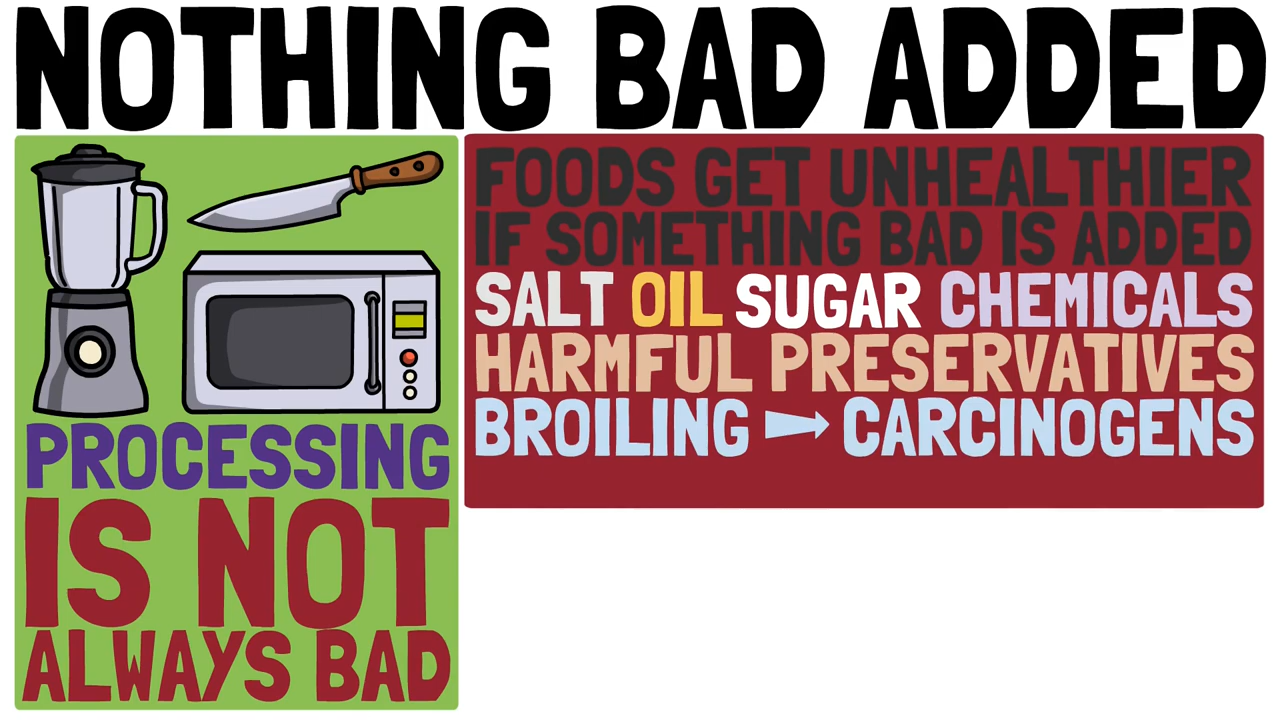 NOTHING BAD ADDED
PROCESSING
IS NOT
ALWAYS BAD
FOODS GET UNHEALTHIER
IF SOMETHING BAD IS ADDED
SALT OIL SUGAR CHEMICALS
HARMFUL PRESERVATIVES
BROILING → CARCINOGENS